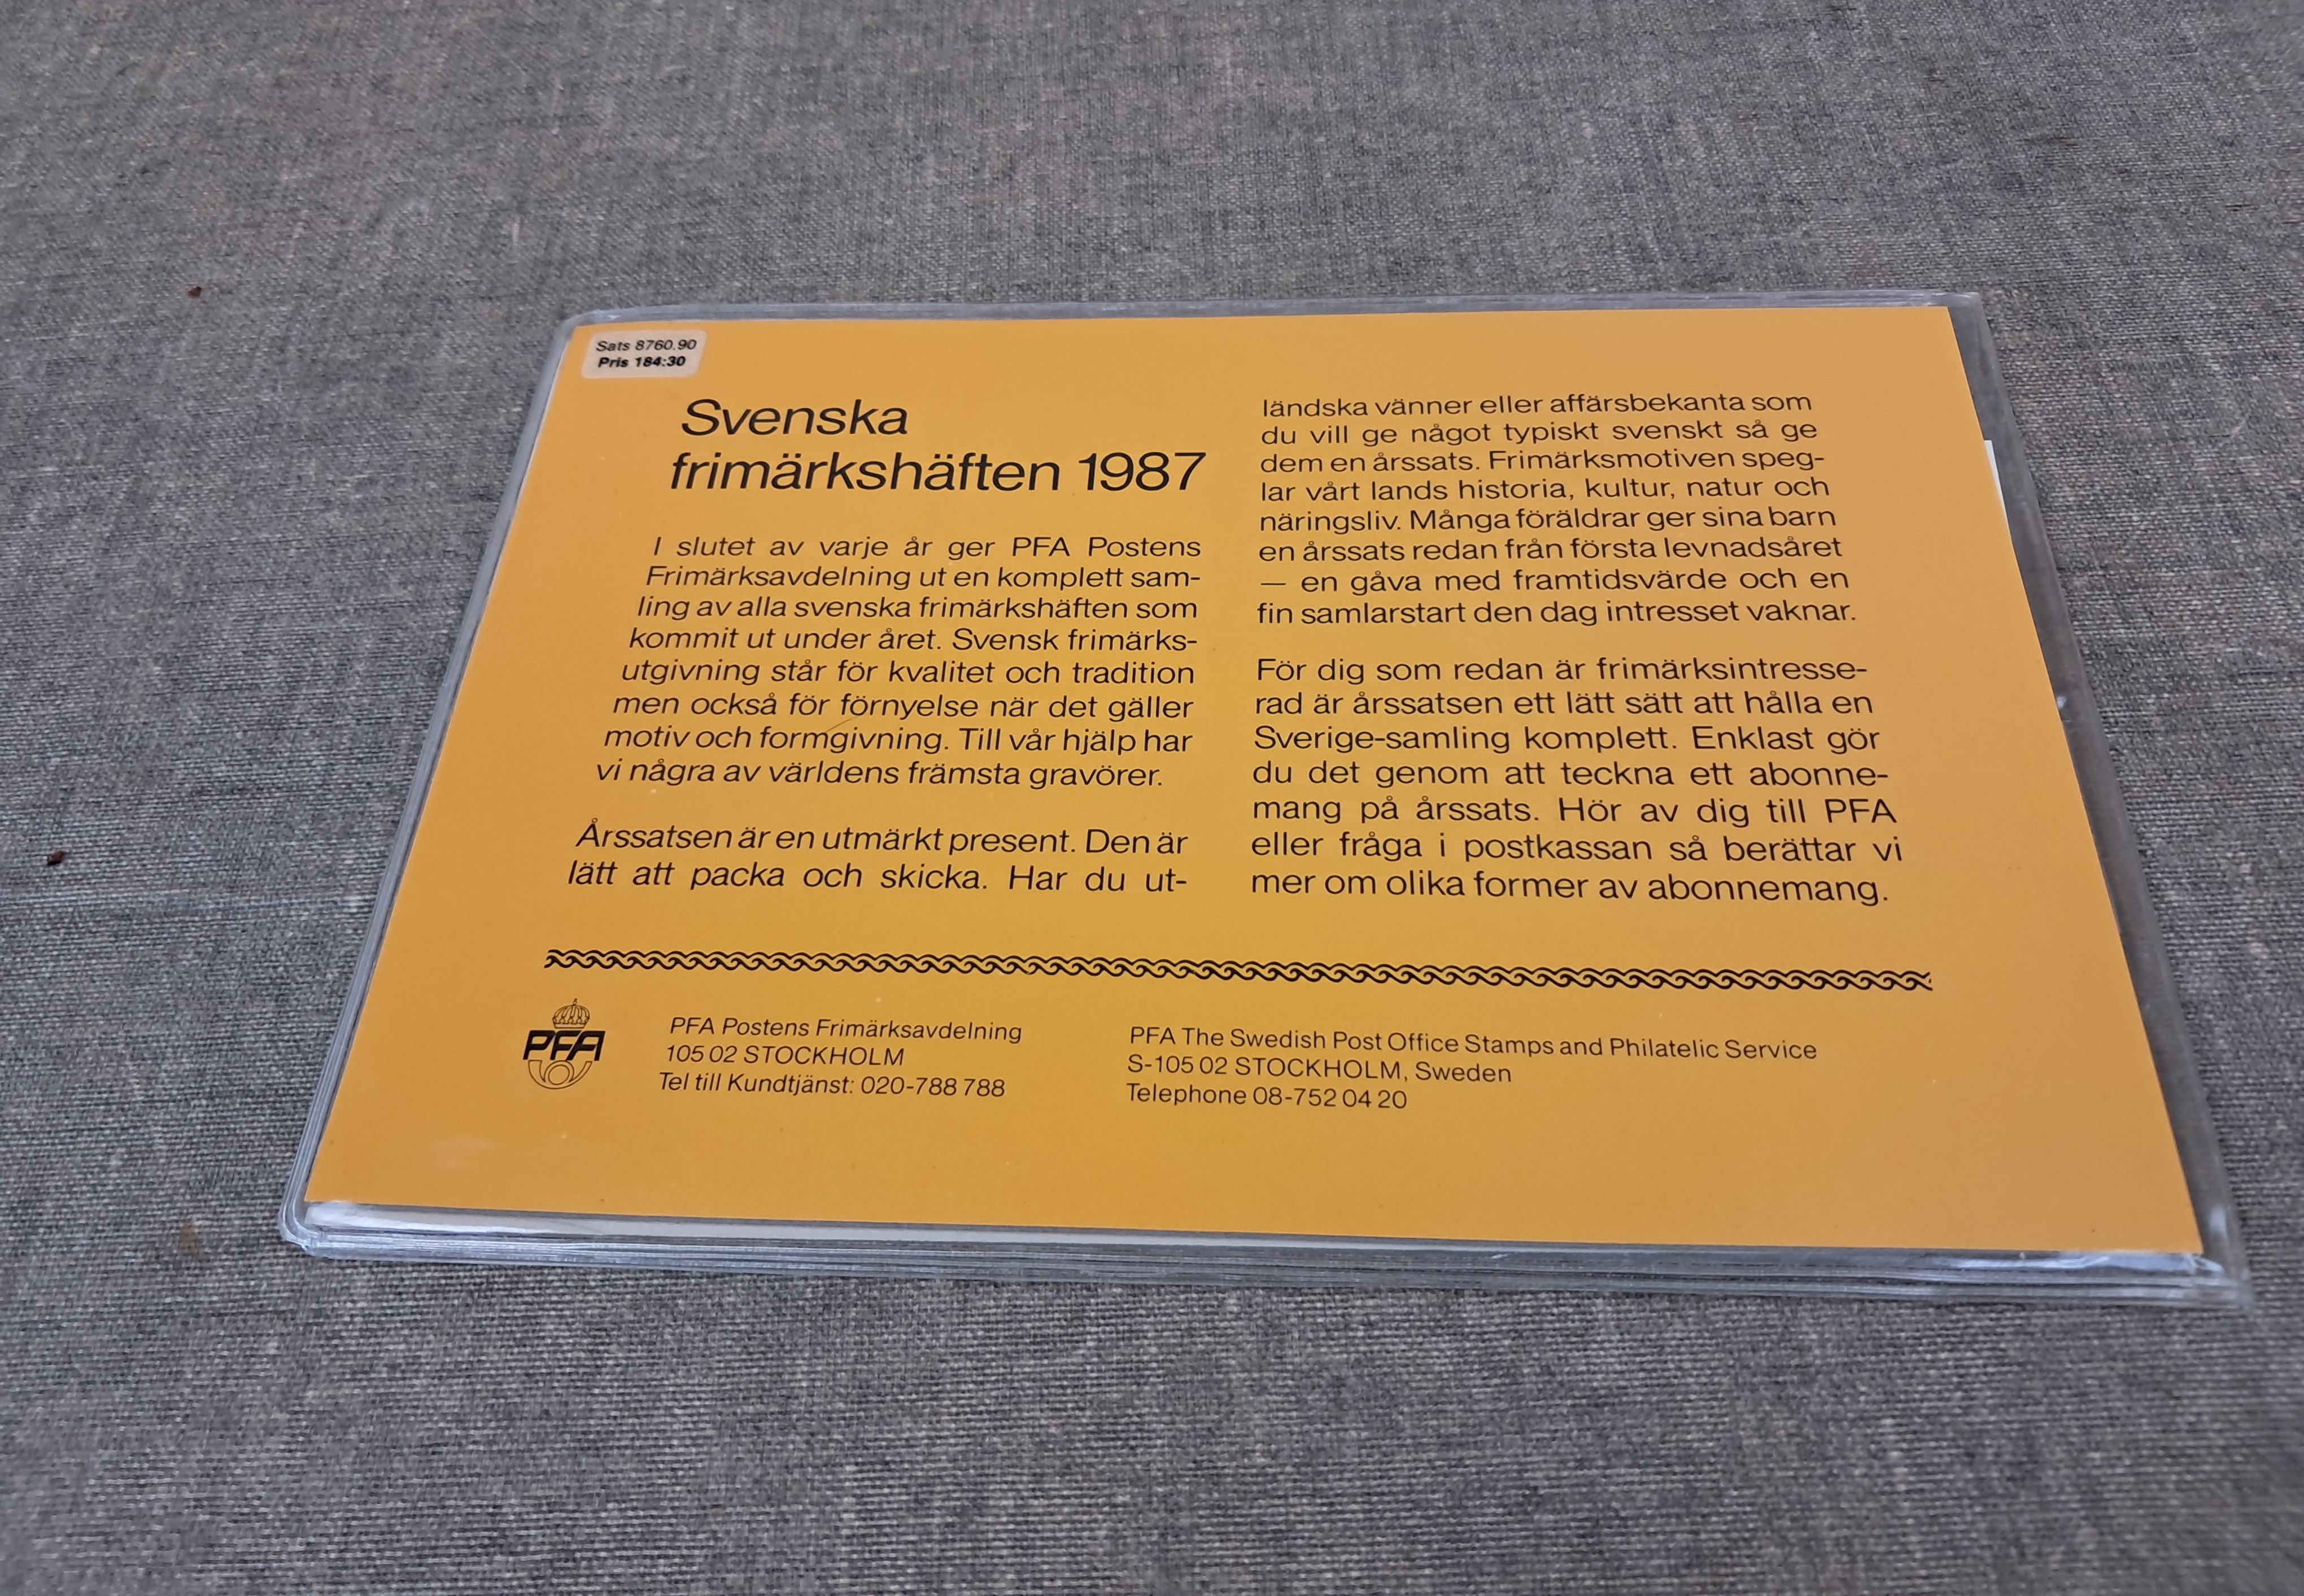 Sats 8760.90
Pris 184:30
Svenska
frimärkshäften 1987
I slutet av varje år ger PFA Postens
Frimärksavdelning ut en komplett sam-
ling av alla svenska frimärkshäften som
kommit ut under året. Svensk frimärks-
utgivning står för kvalitet och tradition
men också för förnyelse när det gäller
motiv och formgivning. Till vår hjälp har
vi några av världens främsta gravörer.
Årssatsen är en utmärkt present. Den är
lätt att packa och skicka. Har du ut-
ländska vänner eller affärsbekanta som
du vill ge något typiskt svenskt så ge
dem en årssats. Frimärksmotiven speg-
lar vårt lands historia, kultur, natur och
näringsliv. Många föräldrar ger sina barn
en årssats redan från första levnadsåret
— en gåva med framtidsvärde och en
fin samlarstart den dag intresset vaknar.
För dig som redan är frimärksintresse-
rad är årssatsen ett lätt sätt att hålla en
Sverige-samling komplett. Enklast gör
du det genom att teckna ett abonne-
mang på årssats. Hör av dig till PFA
eller fråga i postkassan så berättar vi
mer om olika former av abonnemang.
PFA
PFA Postens Frimärksavdelning
105 02 STOCKHOLM
Tel till Kundtjänst: 020-788 788
PFA The Swedish Post Office Stamps and Philatelic Service
S-105 02 STOCKHOLM, Sweden
Telephone 08-752 04 20